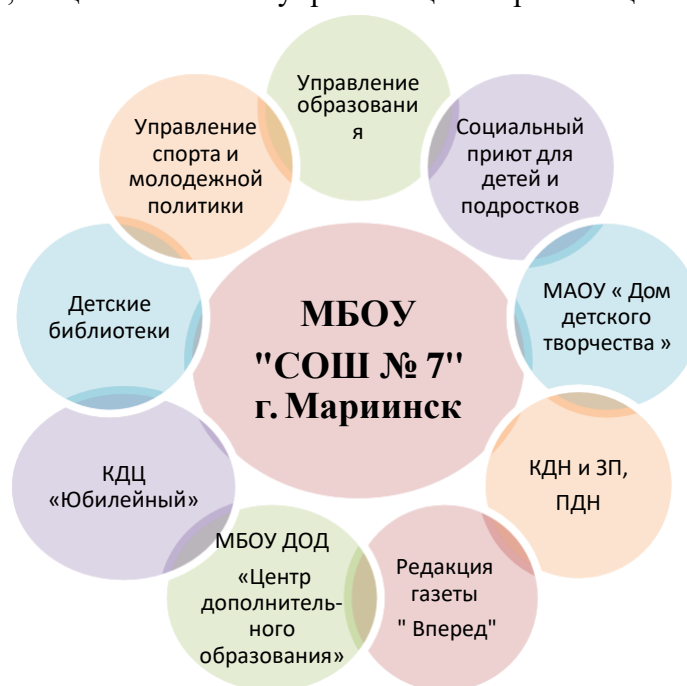 Управление
образовани
я
Социальный
приют для
детей и
подростков
МАОУ « Дом
детского
творчества »
КДН и ЗП,
ПДН
Редакция
газеты
" Вперед"
МБОУ ДОД
«Центр
дополнитель-
ного
образования»
КДЦ
«Юбилейный»
Детские
библиотеки
Управление
спорта и
молодежной
политики
МБОУ
"СОШ № 7"
г. Мариинск